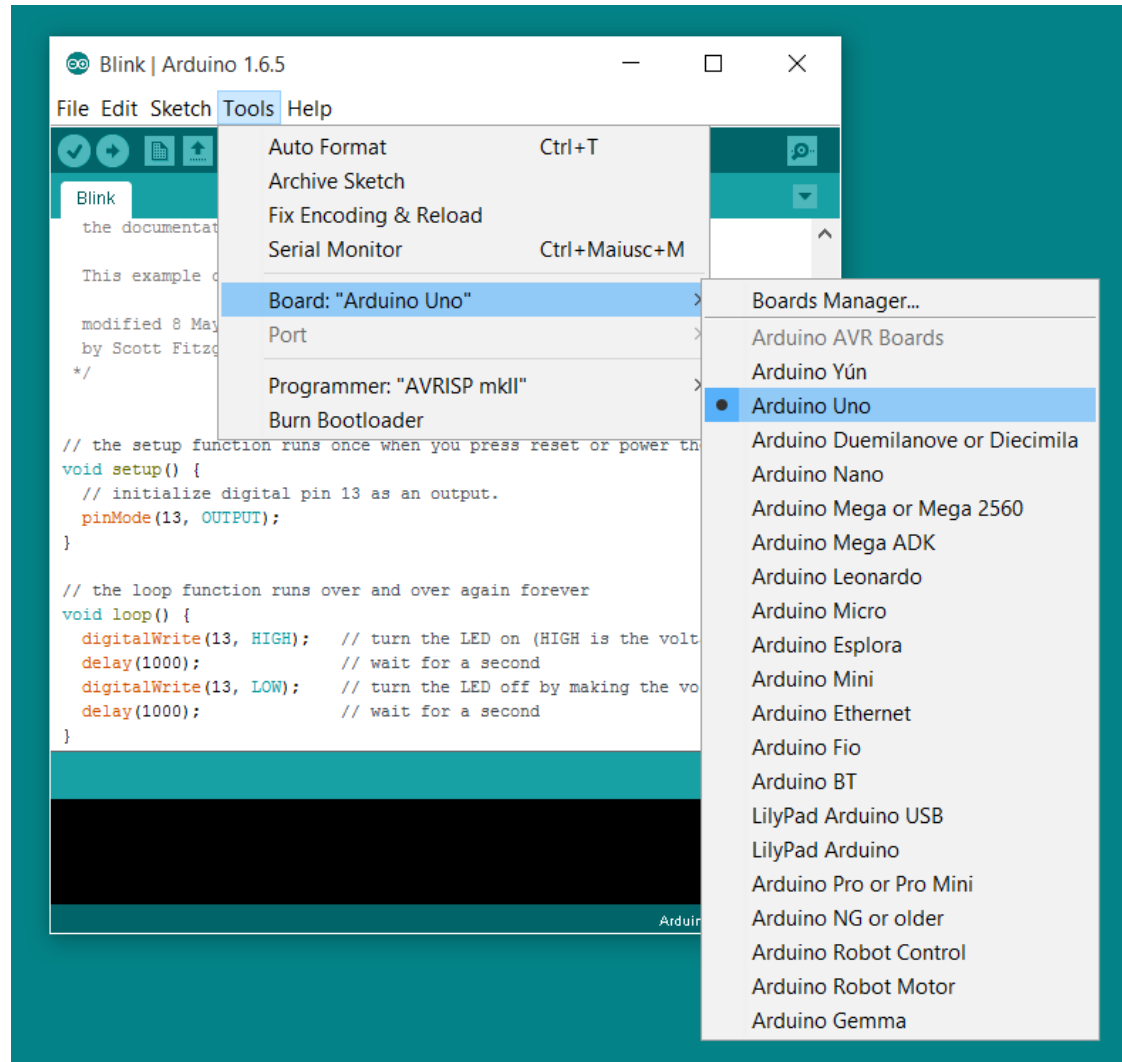 Blink | Arduino 1.6.5
File Edit Sketch Tools Help
Auto Format Ctrl+T
Archive Sketch
Fix Encoding & Reload
Serial Monitor Ctrl+Maiusc+M
Board: "Arduino Uno"
Port
Programmer: "AVRISP mkII"
Burn Bootloader
Boards Manager...
Arduino AVR Boards
Arduino Yún
Arduino Uno
Arduino Duemilanove or Diecimila
Arduino Nano
Arduino Mega or Mega 2560
Arduino Mega ADK
Arduino Leonardo
Arduino Micro
Arduino Esplora
Arduino Mini
Arduino Ethernet
Arduino Fio
Arduino BT
LilyPad Arduino USB
LilyPad Arduino
Arduino Pro or Pro Mini
Arduino NG or older
Arduino Robot Control
Arduino Robot Motor
Arduino Gemma
Blink
the
This example
modified 8 May
by Scott
*/
// the setup function runs once when you press reset or power
void setup() {
// initialize digital pin 13 as an output.
pinMode(13, OUTPUT);
}
// the loop function runs over and over again forever
void loop() {
digitalWrite(13, HIGH); // turn the LED on (HIGH is the
delay(1000); // wait for a second
digitalWrite(13, LOW); // turn the LED off by making the
delay(1000); // wait for a second
}